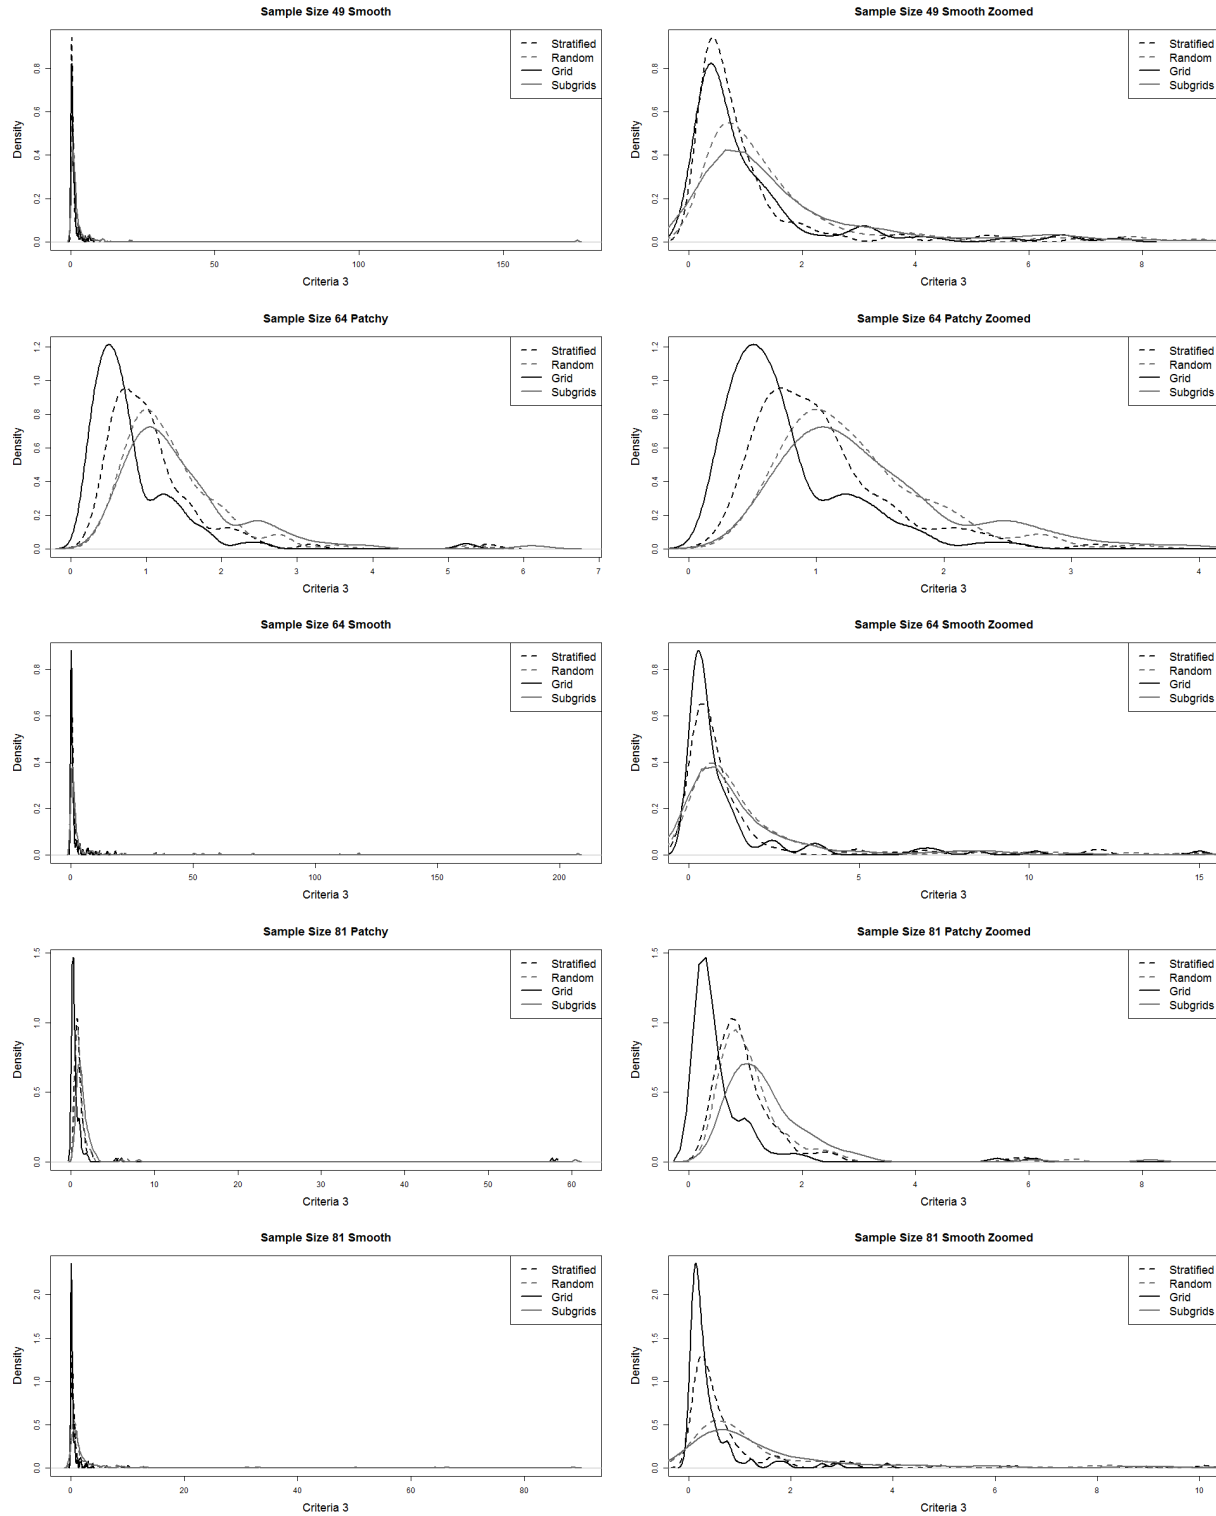 Sample Size 49 Smooth
Density
0.0 0.2 0.4 0.6 0.8
Stratified
Random
Grid
Subgrids
0 50 100 150
Criteria 3
Sample Size 49 Smooth Zoomed
Density
0.0 0.2 0.4 0.6 0.8
Stratified
Random
Grid
Subgrids
0 2 4 6 8
Criteria 3
Sample Size 64 Patchy
Density
0.0 0.2 0.4 0.6 0.8 1.0 1.2
Stratified
Random
Grid
Subgrids
0 1 2 3 4 5 6 7
Criteria 3
Sample Size 64 Patchy Zoomed
Density
0.0 0.2 0.4 0.6 0.8 1.0 1.2
Stratified
Random
Grid
Subgrids
0 1 2 3 4
Criteria 3
Sample Size 64 Smooth
Density
0.0 0.2 0.4 0.6 0.8
Stratified
Random
Grid
Subgrids
0 50 100 150 200
Criteria 3
Sample Size 64 Smooth Zoomed
Density
0.0 0.2 0.4 0.6 0.8
Stratified
Random
Grid
Subgrids
0 5 10 15
Criteria 3
Sample Size 81 Patchy
Density
0.0 0.5 1.0 1.5
Stratified
Random
Grid
Subgrids
0 10 20 30 40 50 60
Criteria 3
Sample Size 81 Patchy Zoomed
Density
0.0 0.5 1.0 1.5
Stratified
Random
Grid
Subgrids
0 2 4 6 8
Criteria 3
Sample Size 81 Smooth
Density
0.0 0.5 1.0 1.5 2.0
Stratified
Random
Grid
Subgrids
0 20 40 60 80
Criteria 3
Sample Size 81 Smooth Zoomed
Density
0.0 0.5 1.0 1.5 2.0
Stratified
Random
Grid
Subgrids
0 2 4 6 8 10
Criteria 3